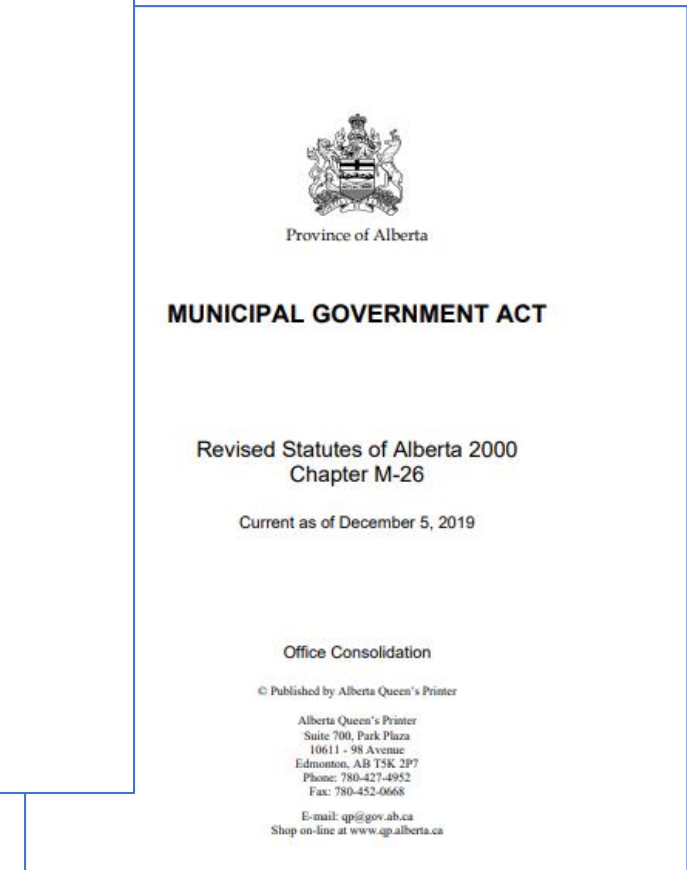 Province of Alberta
MUNICIPAL GOVERNMENT ACT
Revised Statutes of Alberta 2000
Chapter M-26
Current as of December 5, 2019
Office Consolidation
© Published by Alberta Queen's Printer
Alberta Queen's Printer
Suite 700, Park Plaza
10611 - 98 Avenue
Edmonton, AB T5K 2P7
Phone: 780-427-4952
Fax: 780-452-0668
E-mail: qp@gov.ab.ca
Shop on-line at www.qp.alberta.ca